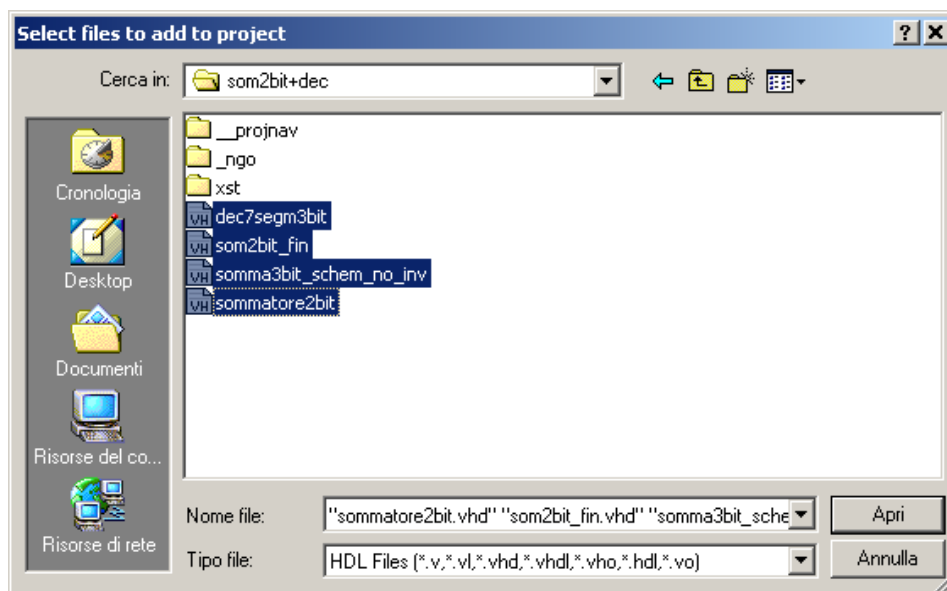 Select files to add to project
Cerca in:
som2bit+dec
__projnav
_ngo
xst
dec7segm3bit
som2bit_fin
somma3bit_schem_no_inv
sommatore2bit
Cronologia
Desktop
Documenti
Risorse del co...
Risorse di rete
Nome file:
"sommatore2bit.vhd" "som2bit_fin.vhd" "somma3bit_sche
Apri
Tipo file:
HDL Files (*.v,*.vl,*.vhd,*.vhdl,*.vho,*.hdl,*.vo)
Annulla